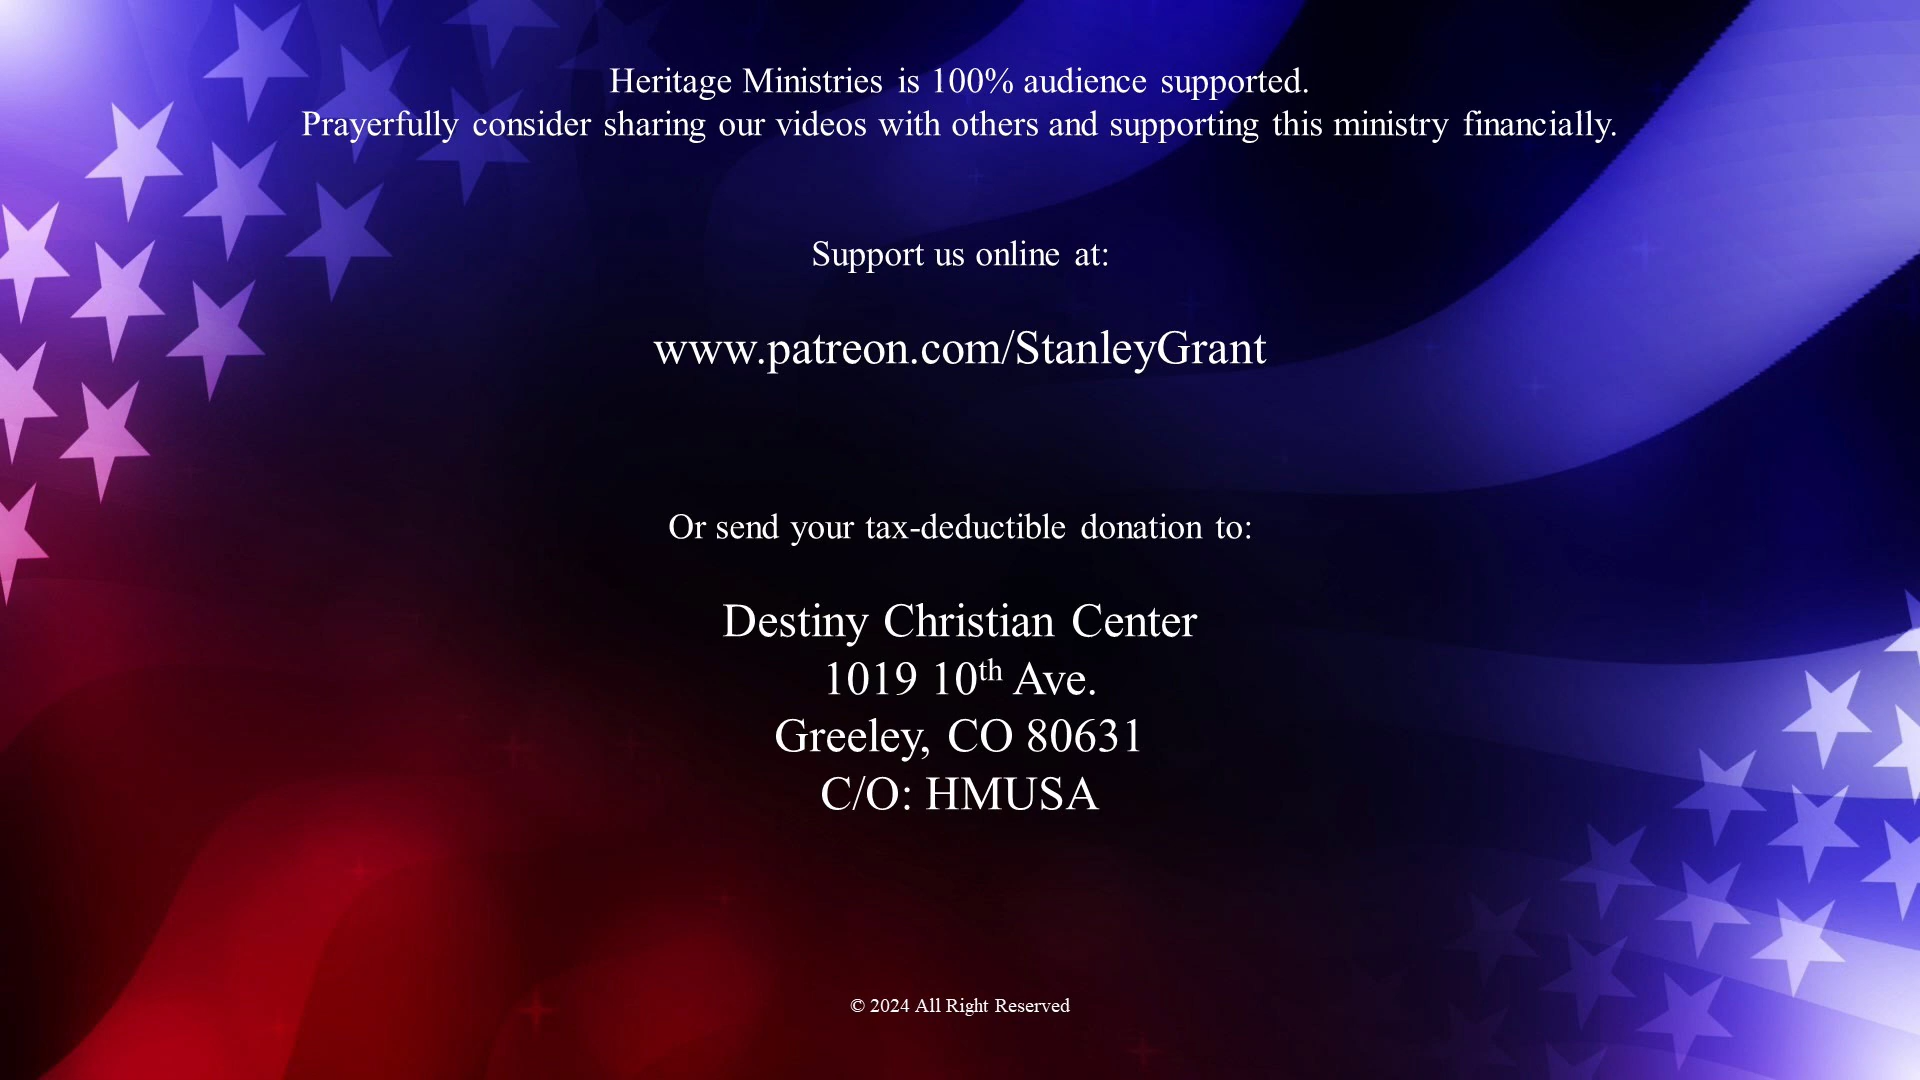 Heritage Ministries is 100% audience supported.
Prayerfully consider sharing our videos with others and supporting this ministry financially.
Support us online at:
www.patreon.com/StanleyGrant
Or send your tax-deductible donation to:
Destiny Christian Center
1019 10th Ave.
Greeley, CO 80631
C/O: HMUSA
© 2024 All Right Reserved